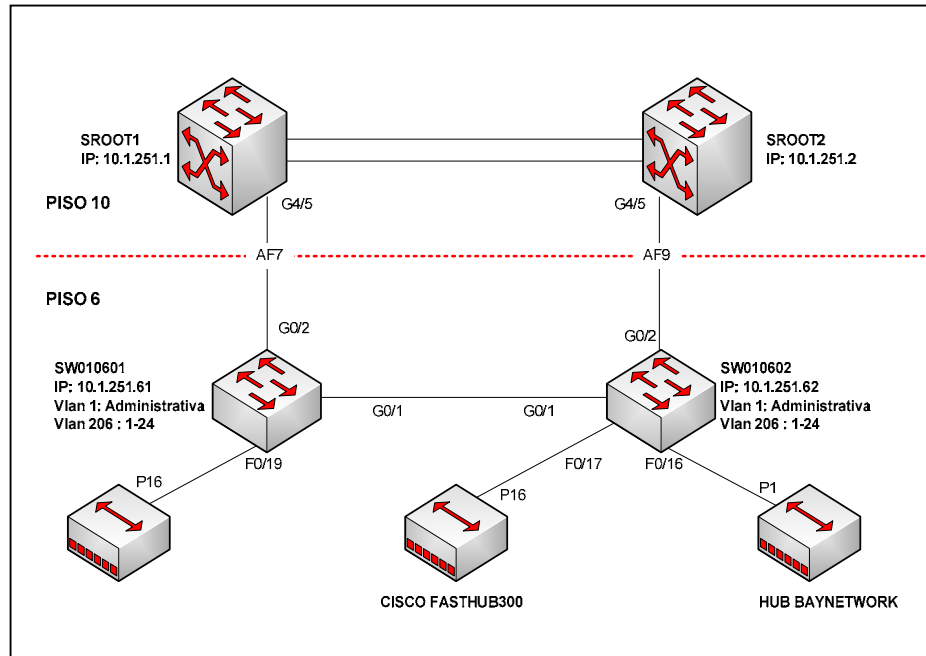 SROOT1
IP: 10.1.251.1
SROOT2
IP: 10.1.251.2
PISO 10
G4/5
G4/5
AF7
AF9
PISO 6
G0/2
G0/2
SW010601
IP: 10.1.251.61
Vlan 1: Administrativa
Vlan 206 : 1-24
SW010602
IP: 10.1.251.62
Vlan 1: Administrativa
Vlan 206 : 1-24
G0/1
G0/1
F0/19
F0/17
F0/16
P16
P16
P1
CISCO FASTHUB300
HUB BAYNETWORK